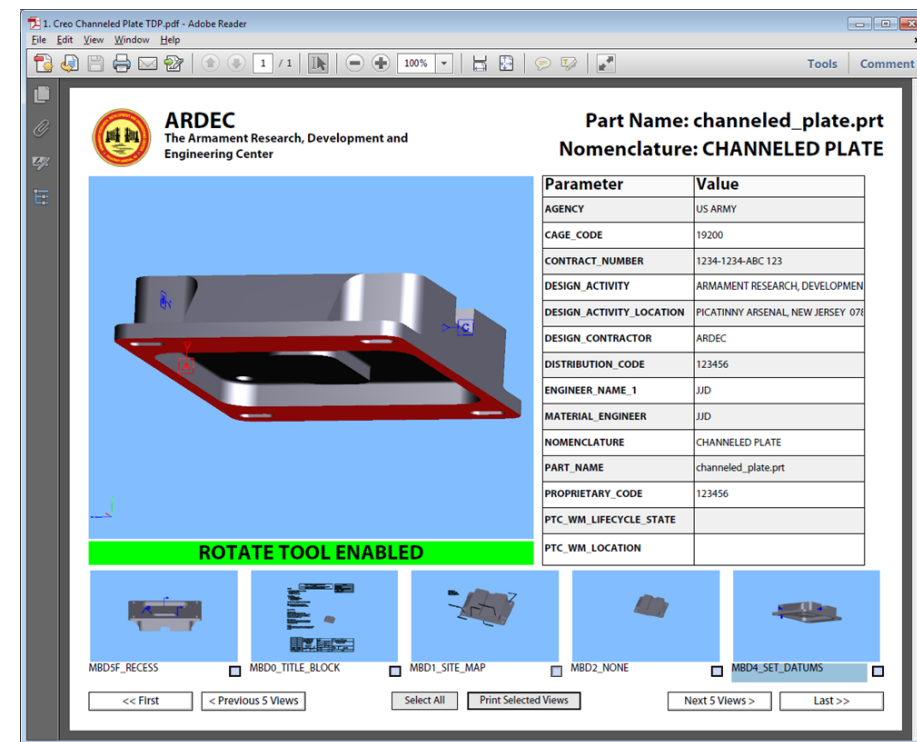 1. Creo Channeled Plate TDP.pdf - Adobe Reader
File Edit View Window Help
1 / 1 100% Tools Comment
ARDEC
The Armament Research, Development and
Engineering Center
Part Name: channeled_plate.prt
Nomenclature: CHANNELED PLATE
Parameter Value
AGENCY US ARMY
CAGE_CODE 19200
CONTRACT_NUMBER 1234-1234-ABC 123
DESIGN_ACTIVITY ARMAMENT RESEARCH, DEVELOPMEN
DESIGN_ACTIVITY_LOCATION PICATINNY ARSENAL, NEW JERSEY 078
DESIGN_CONTRACTOR ARDEC
DISTRIBUTION_CODE 123456
ENGINEER_NAME_1 JJD
MATERIAL_ENGINEER JJD
NOMENCLATURE CHANNELED PLATE
PART_NAME channeled_plate.prt
PROPRIETARY_CODE 123456
PTC_WM_LIFECYCLE_STATE
PTC_WM_LOCATION
C
A
ROTATE TOOL ENABLED
MBD5F_RECESS MBD0_TITLE_BLOCK MBD1_SITE_MAP MBD2_NONE MBD4_SET_DATUMS
<< First < Previous 5 Views Select All Print Selected Views Next 5 Views > Last >>